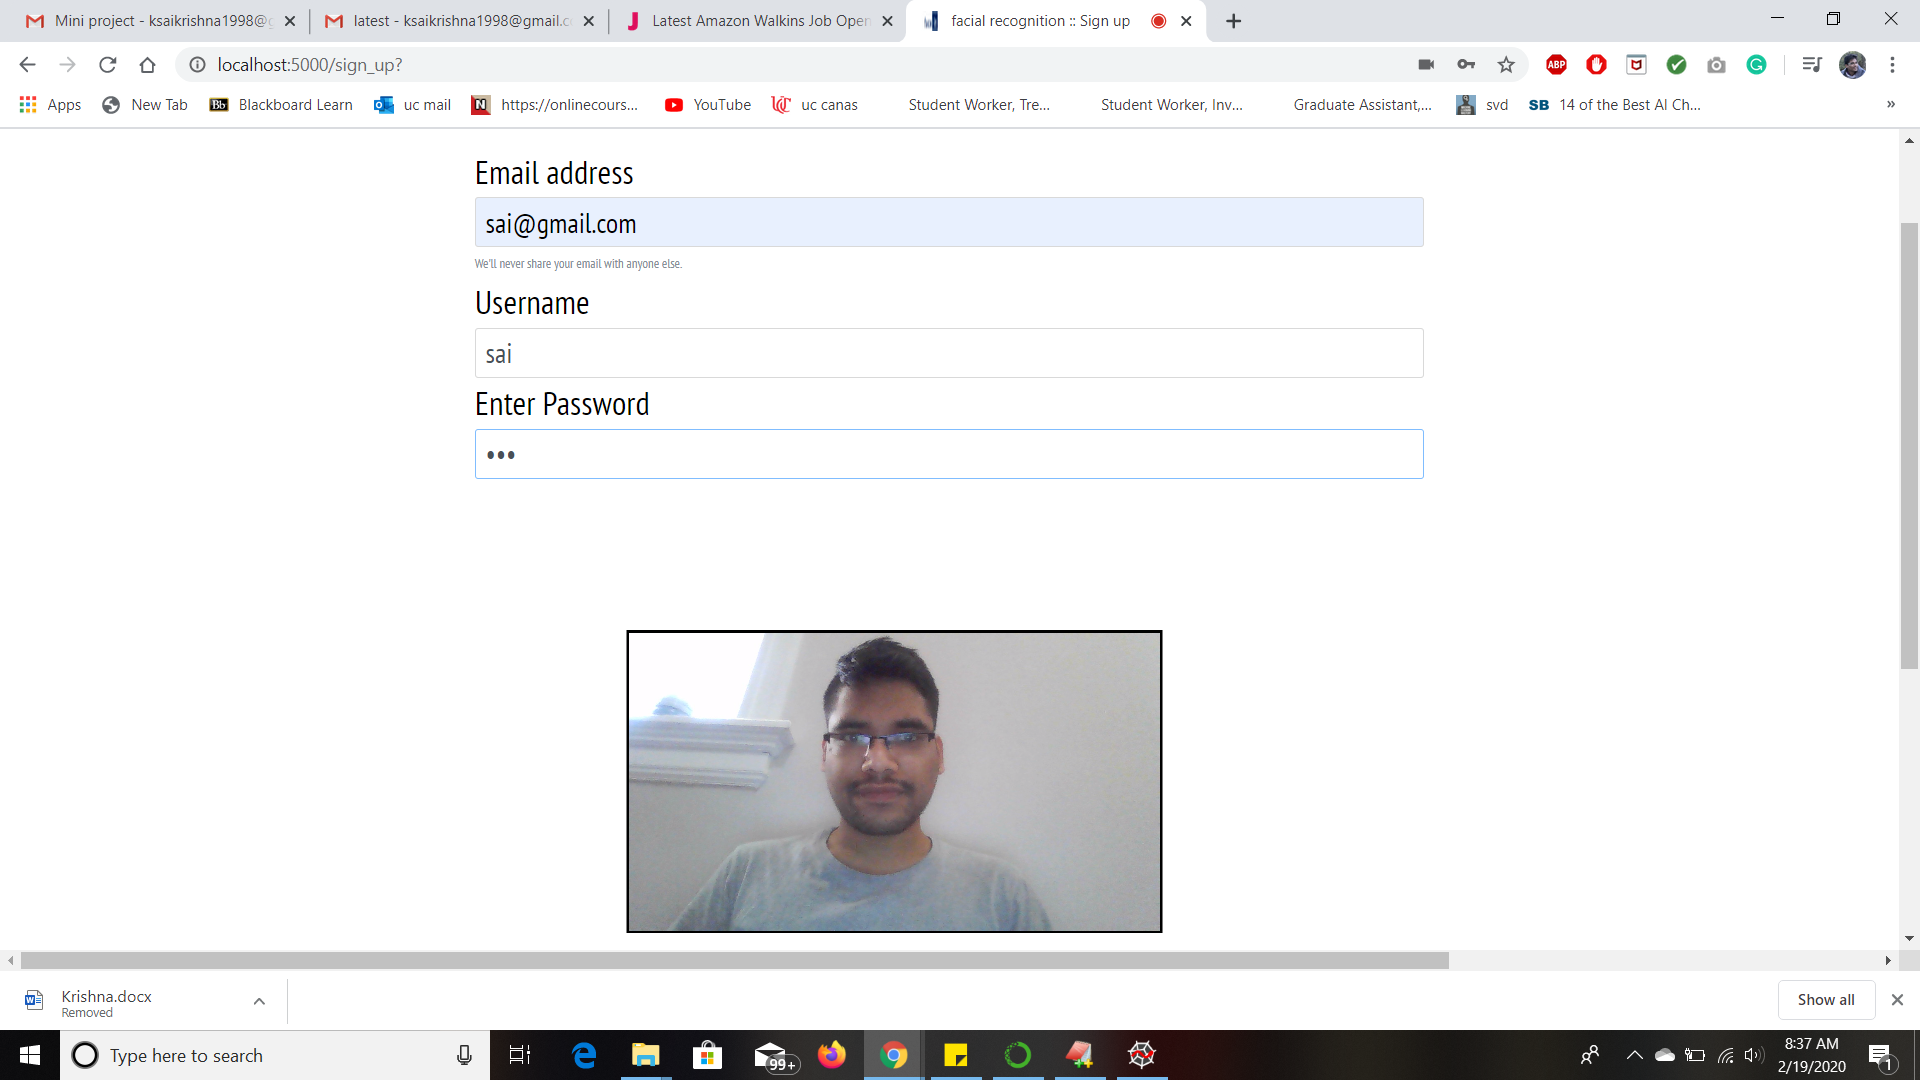 Mini project - ksaikrishna1998@g
latest - ksaikrishna1998@gmail.c
Latest Amazon Walkins Job Open
facial recognition :: Sign up
localhost:5000/sign_up?
ABP
Apps
New Tab
Bb
Blackboard Learn
uc mail
N
https://onlinecours...
YouTube
uc canas
Student Worker, Tre...
Student Worker, Inv...
Graduate Assistant,...
svd
SB
14 of the Best AI Ch...
»
Email address
sai@gmail.com
We'll never share your email with anyone else.
Username
sai
Enter Password
•••
Krishna.docx
Removed
Show all
Type here to search
99+
8:37 AM
2/19/2020
1